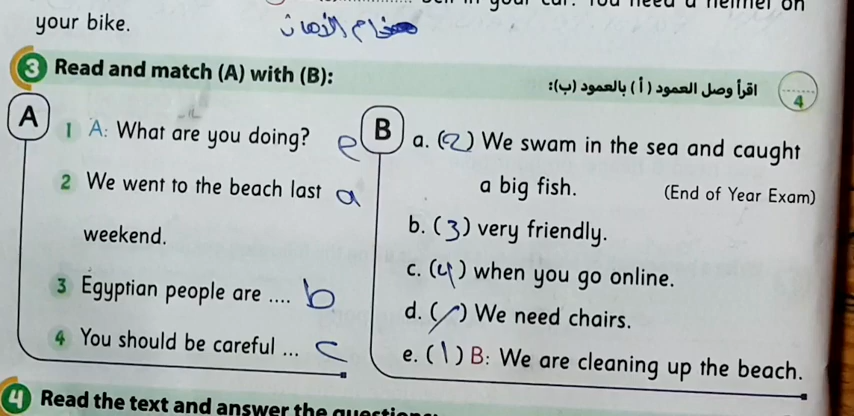 your bike.
حزام الأمان
3 Read and match (A) with (B):
اقرأ وصل العمود (أ) بالعمود (ب):
4
A
1 A: What are you doing? e
2 We went to the beach last a
weekend.
3 Egyptian people are .... b
4 You should be careful ... c
B
a. (2) We swam in the sea and caught
a big fish. (End of Year Exam)
b. (3) very friendly.
c. (4) when you go online.
d. (/) We need chairs.
e. (1) B: We are cleaning up the beach.
4 Read the text and answer the questions